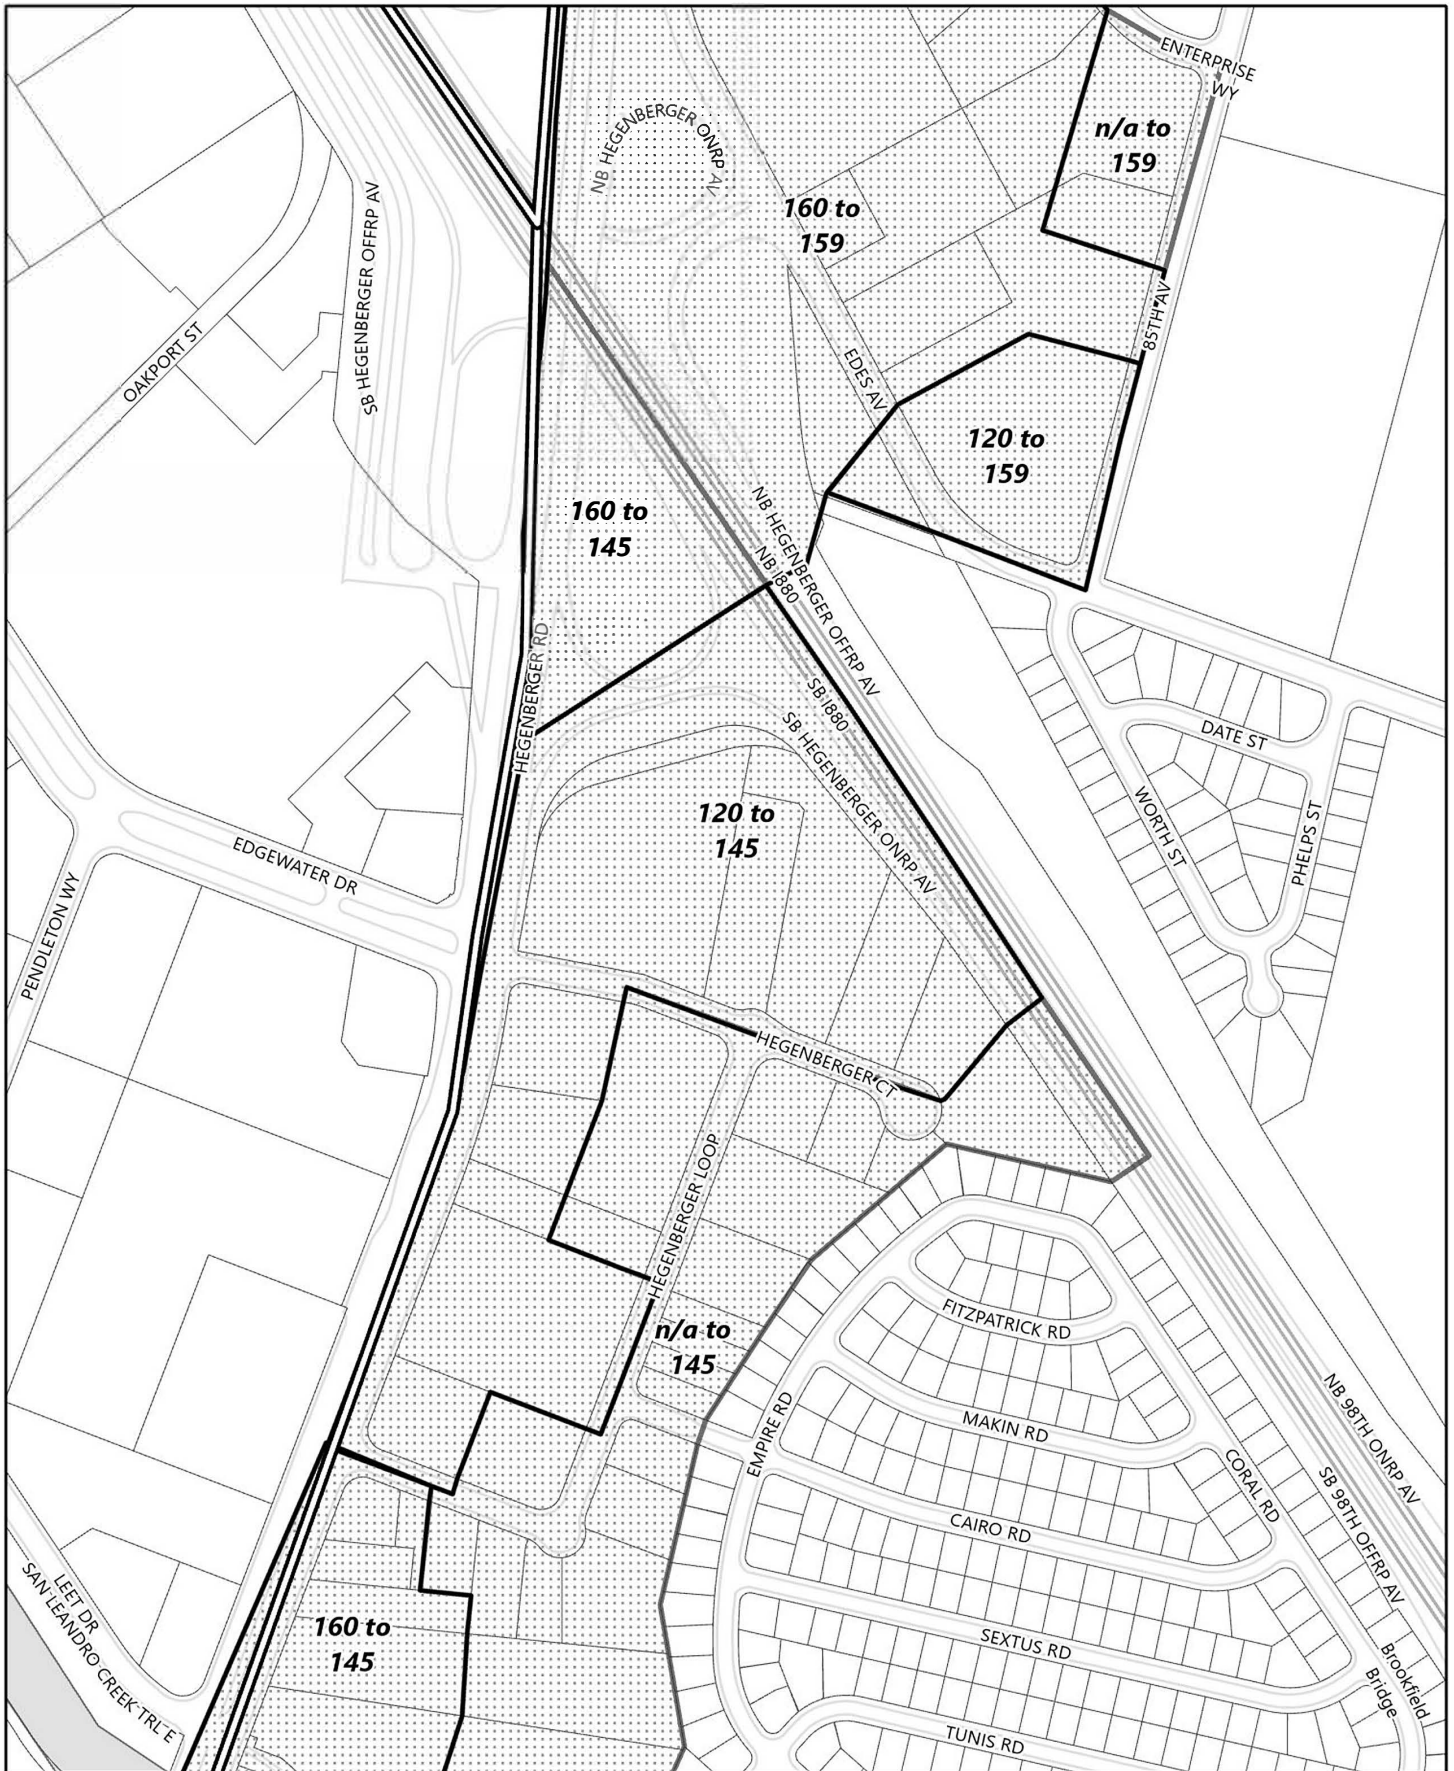 ENTERPRISE
WY
n/a to
159
NB HEGENBERGER ONRP AV
160 to
159
SB HEGENBERGER OFFRP AV
OAKPORT ST
85TH AV
EDES AV
120 to
159
160 to
145
NB HEGENBERGER OFFRP AV
NB I880
SB I880
HEGENBERGER RD
SB HEGENBERGER ONRP AV
DATE ST
WORTH ST
PHELPS ST
120 to
145
EDGEWATER DR
PENDLETON WY
HEGENBERGER CT
HEGENBERGER LOOP
n/a to
145
FITZPATRICK RD
MAKIN RD
EMPIRE RD
CORAL RD
NB 98TH ONRP AV
SB 98TH OFFRP AV
CAIRO RD
SEXTUS RD
TUNIS RD
Brookfield
Bridge
LEET DR
SAN LEANDRO CREEK TRL E
160 to
145